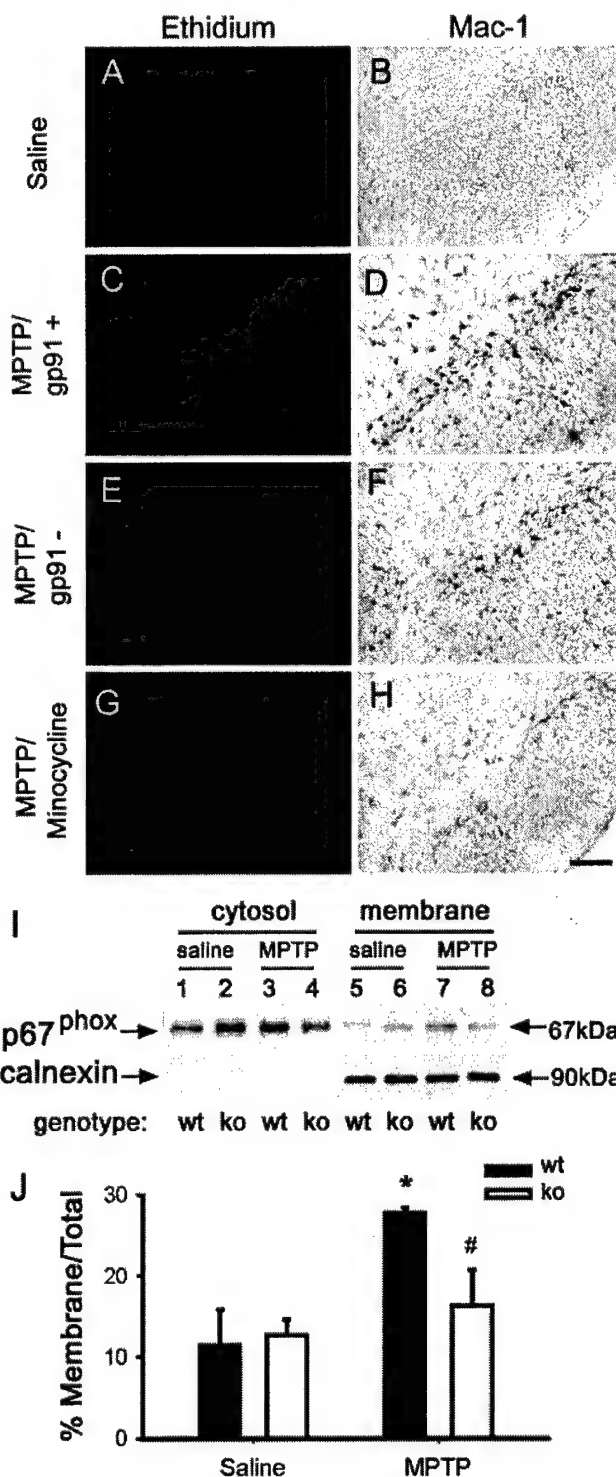 Ethidium Mac-1
Saline
A B
MPTP/
gp91 +
C D
MPTP/
gp91 -
E F
MPTP/
Minocycline
G H
I
cytosol membrane
saline MPTP saline MPTP
1 2 3 4 5 6 7 8
p67phox 67kDa
calnexin 90kDa
genotype: wt ko wt ko wt ko wt ko
J
wt
ko
% Membrane/Total
30
20
10
0
* #
Saline MPTP